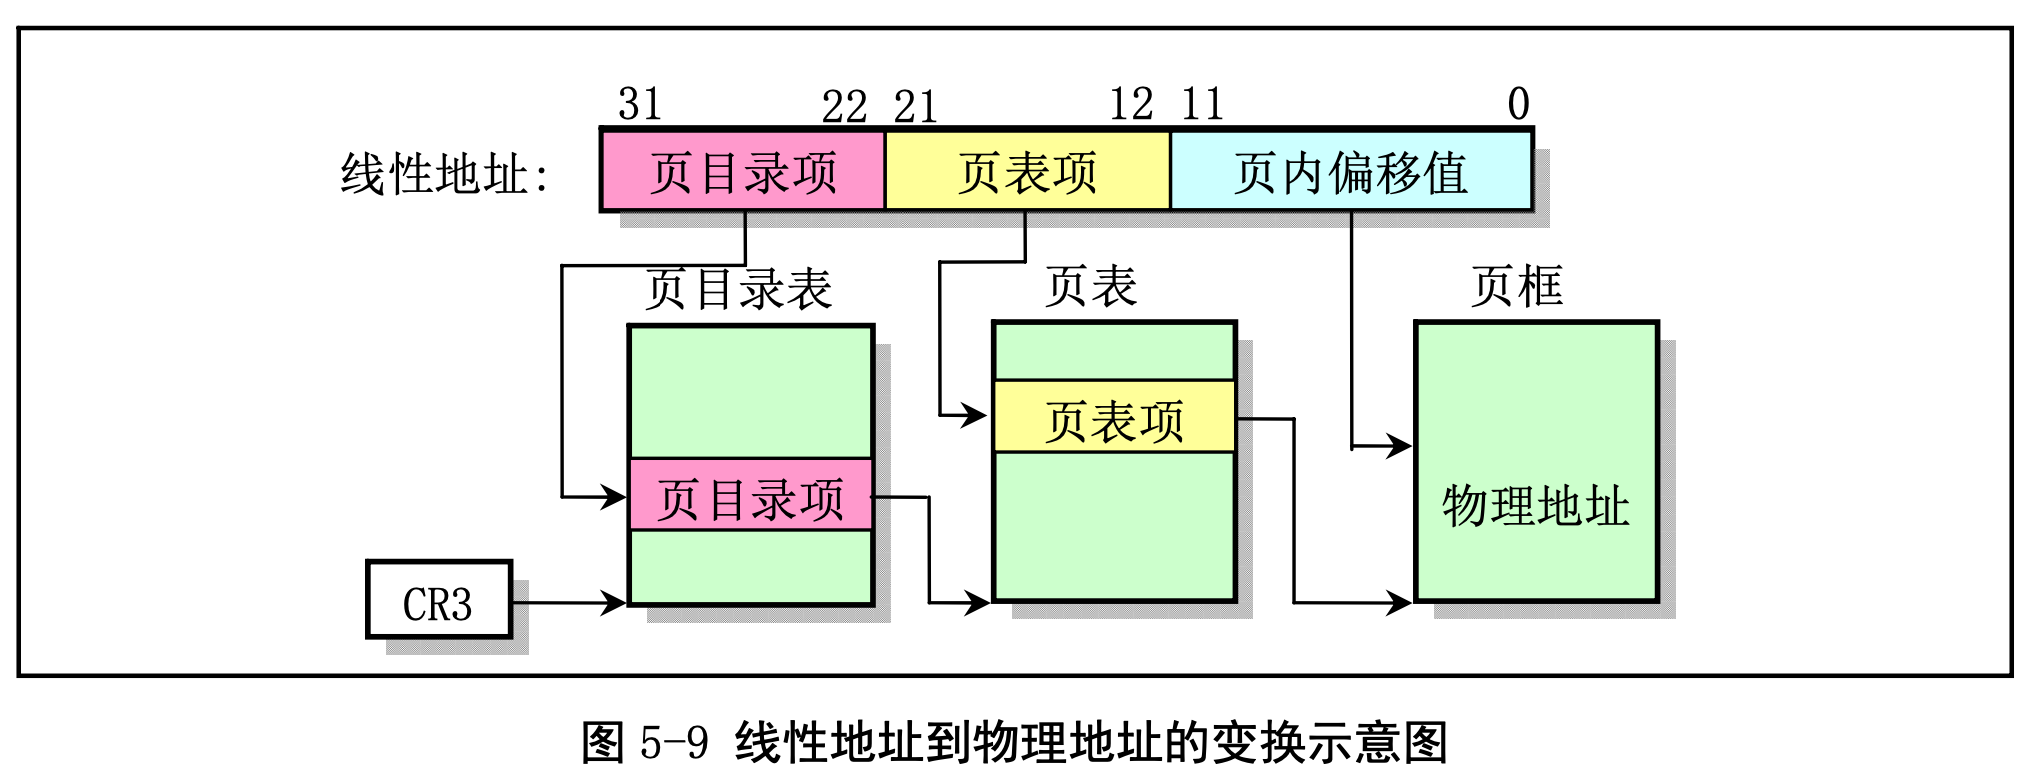 31 22 21 12 11 0
线性地址: 页目录项 页表项 页内偏移值
页目录表 页表 页框
页表项
页目录项 物理地址
CR3
图 5-9 线性地址到物理地址的变换示意图